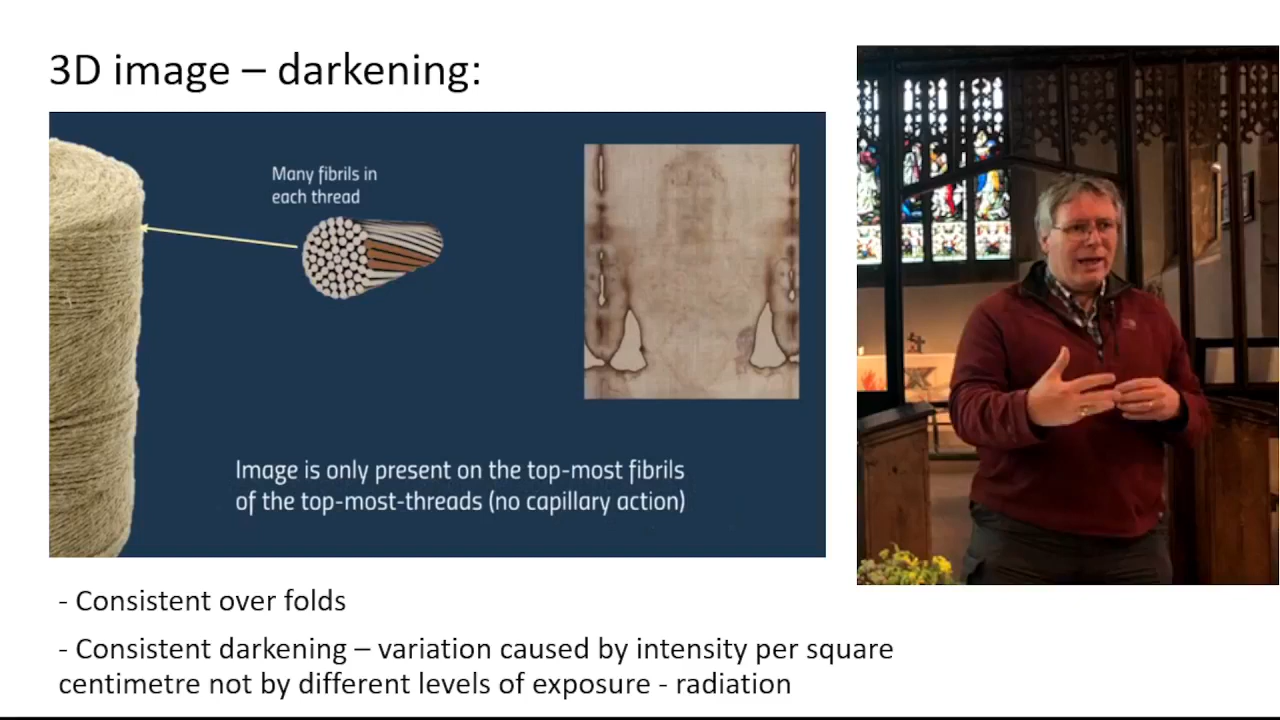 3D image – darkening:
Many fibrils in
each thread
Image is only present on the top-most fibrils
of the top-most-threads (no capillary action)
- Consistent over folds
- Consistent darkening – variation caused by intensity per square
centimetre not by different levels of exposure - radiation